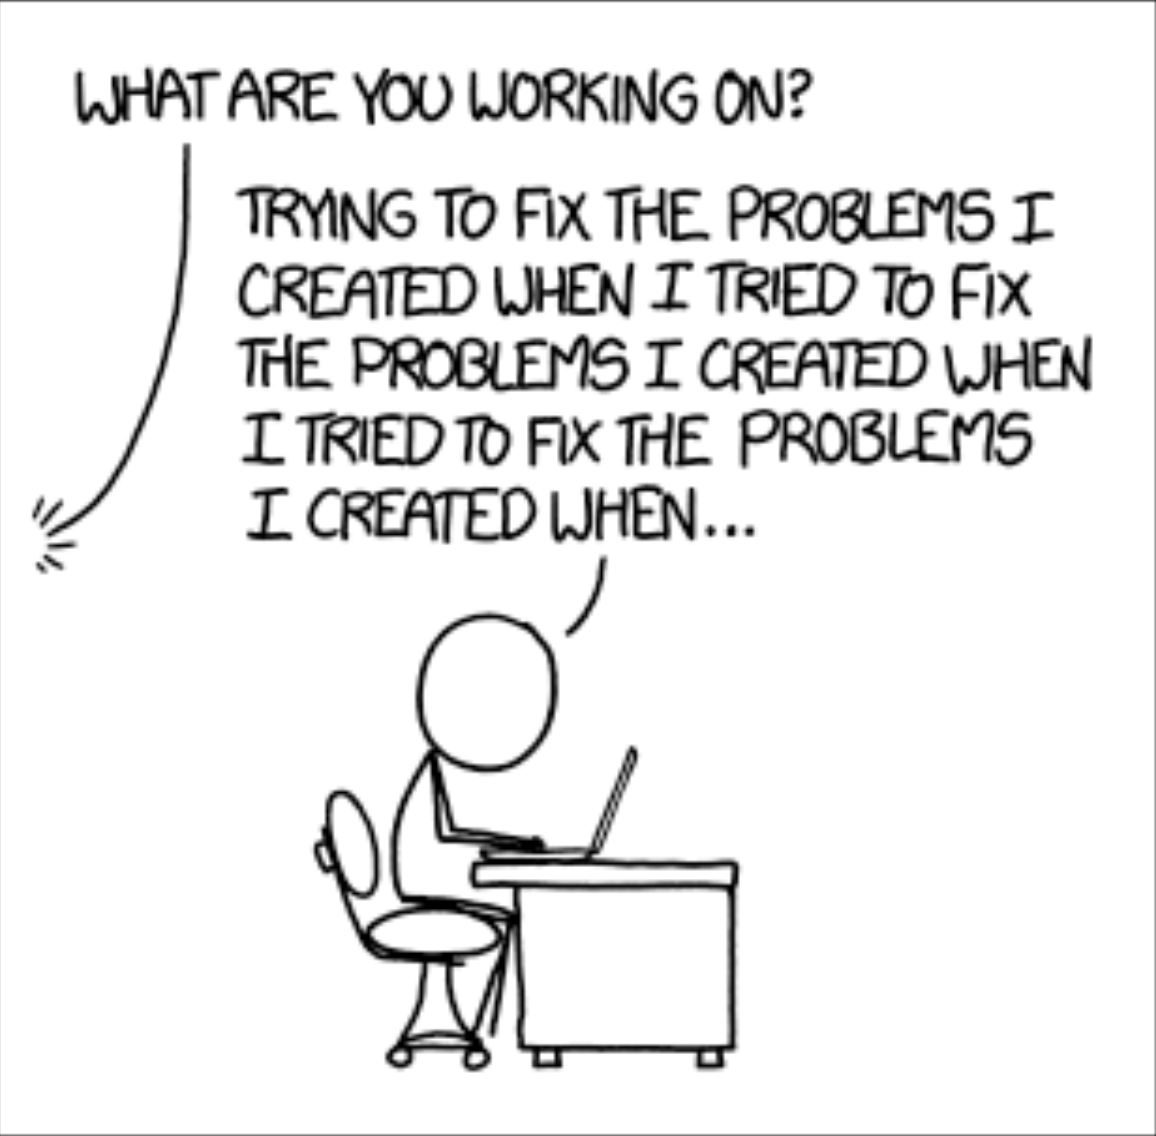 WHAT ARE YOU WORKING ON?
TRYING TO FIX THE PROBLEMS I
CREATED WHEN I TRIED TO FIX
THE PROBLEMS I CREATED WHEN
I TRIED TO FIX THE PROBLEMS
I CREATED WHEN...